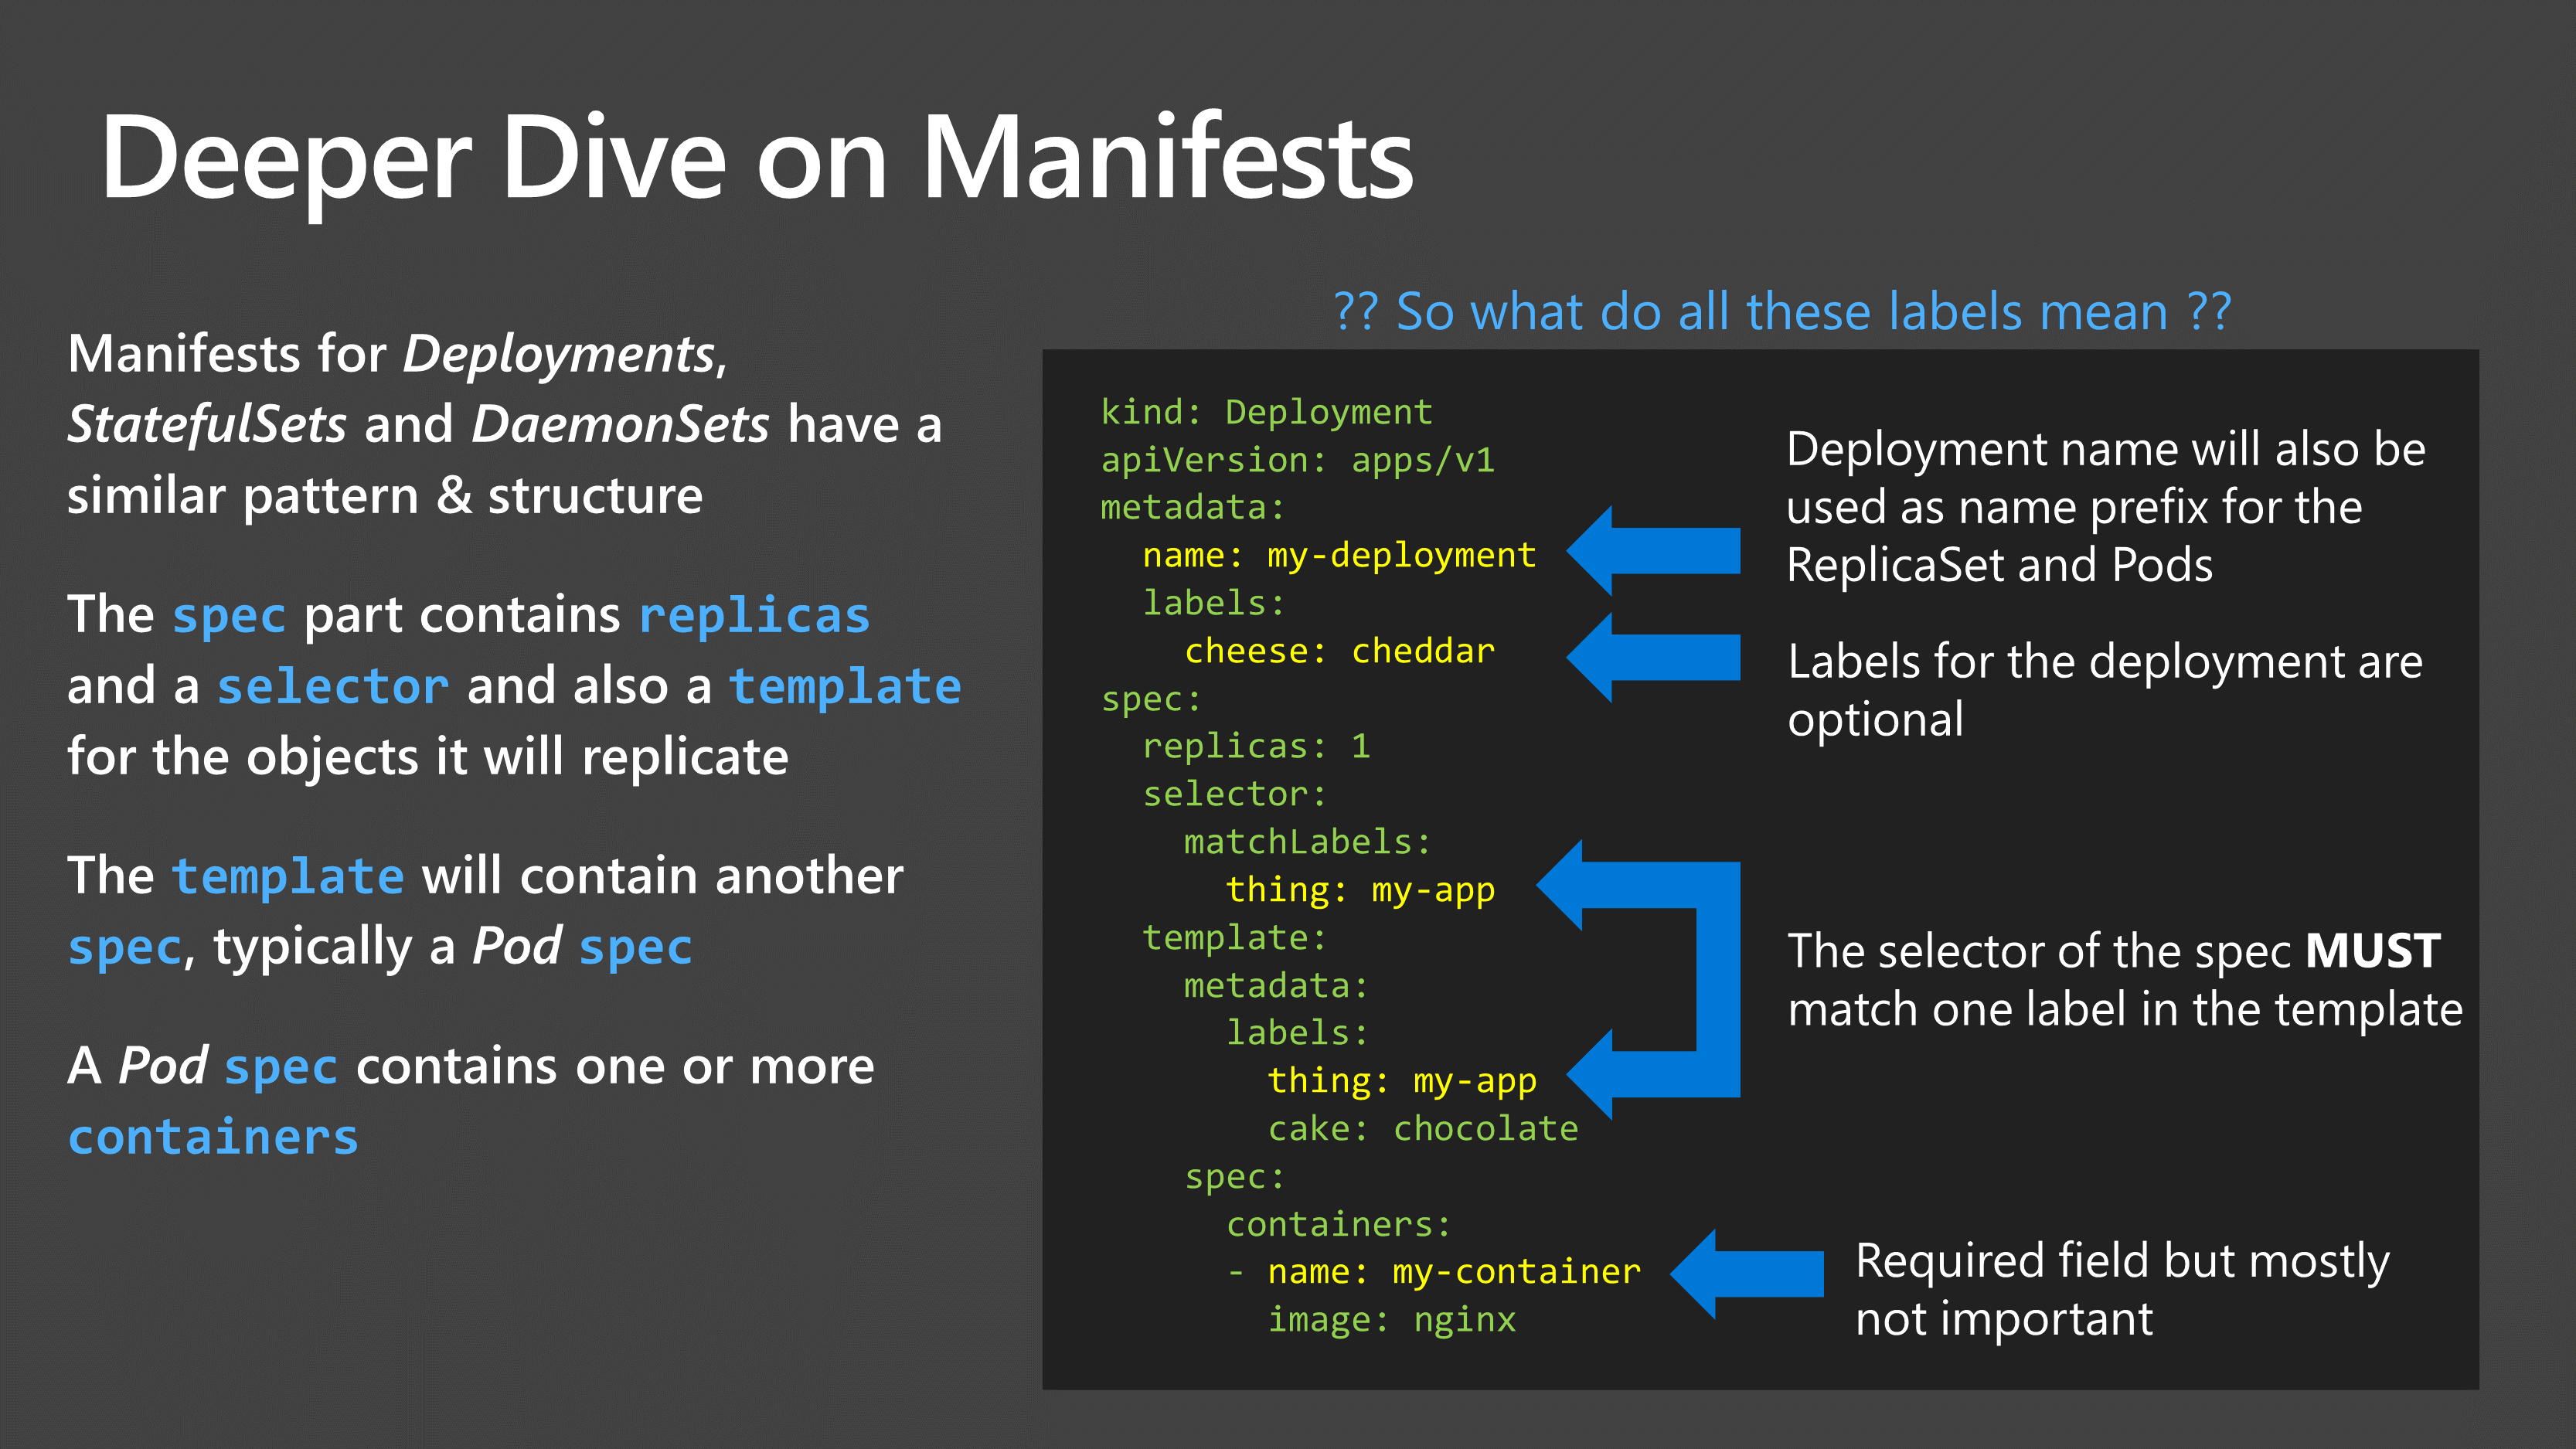 Deeper Dive on Manifests
Manifests for Deployments,
StatefulSets and DaemonSets have a
similar pattern & structure
The spec part contains replicas
and a selector and also a template
for the objects it will replicate
The template will contain another
spec, typically a Pod spec
A Pod spec contains one or more
containers
?? So what do all these labels mean ??
kind: Deployment
apiVersion: apps/v1
metadata:
  name: my-deployment
  labels:
    cheese: cheddar
spec:
  replicas: 1
  selector:
    matchLabels:
      thing: my-app
  template:
    metadata:
      labels:
        thing: my-app
        cake: chocolate
    spec:
      containers:
      - name: my-container
        image: nginx
Deployment name will also be
used as name prefix for the
ReplicaSet and Pods
Labels for the deployment are
optional
The selector of the spec MUST
match one label in the template
Required field but mostly
not important